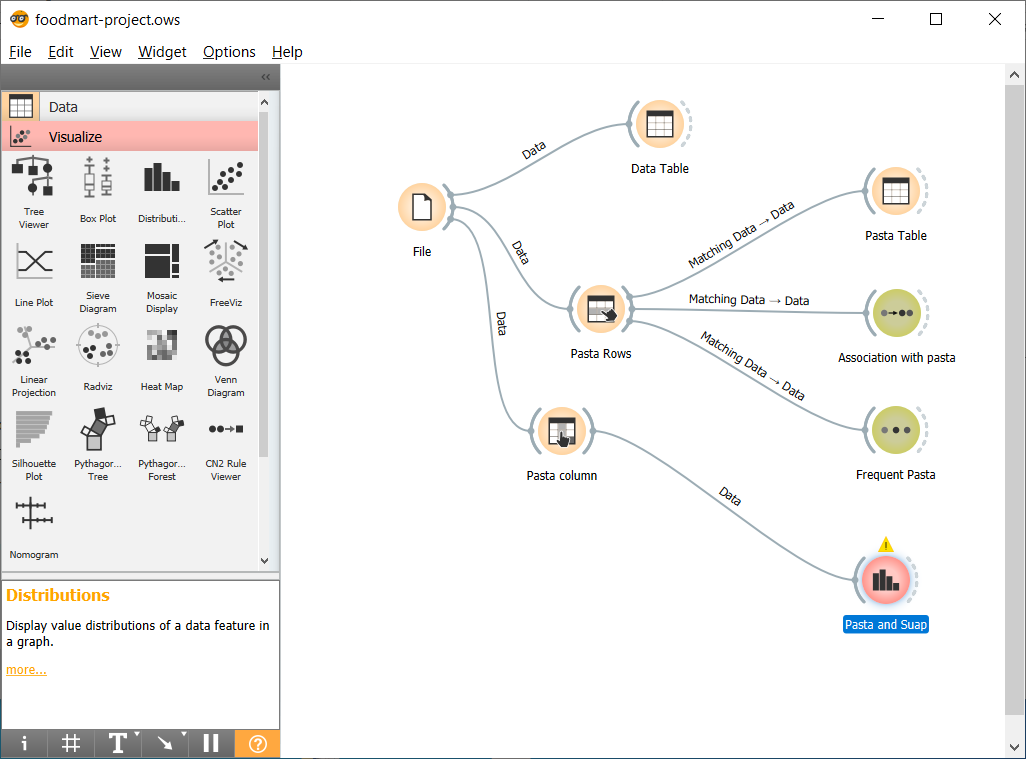 foodmart-project.ows
File Edit View Widget Options Help
«
Data
Visualize
Tree
Viewer
Box Plot
Distributi...
Scatter
Plot
Line Plot
Sieve
Diagram
Mosaic
Display
FreeViz
Linear
Projection
Radviz
Heat Map
Venn
Diagram
Silhouette
Plot
Pythagor...
Tree
Pythagor...
Forest
CN2 Rule
Viewer
Nomogram
Distributions
Display value distributions of a data feature in
a graph.
more...
i # T ?
File
Data
Data Table
Data
Pasta Rows
Data
Pasta column
Matching Data → Data
Pasta Table
Matching Data → Data
Association with pasta
Matching Data → Data
Frequent Pasta
Data
!
Pasta and Suap